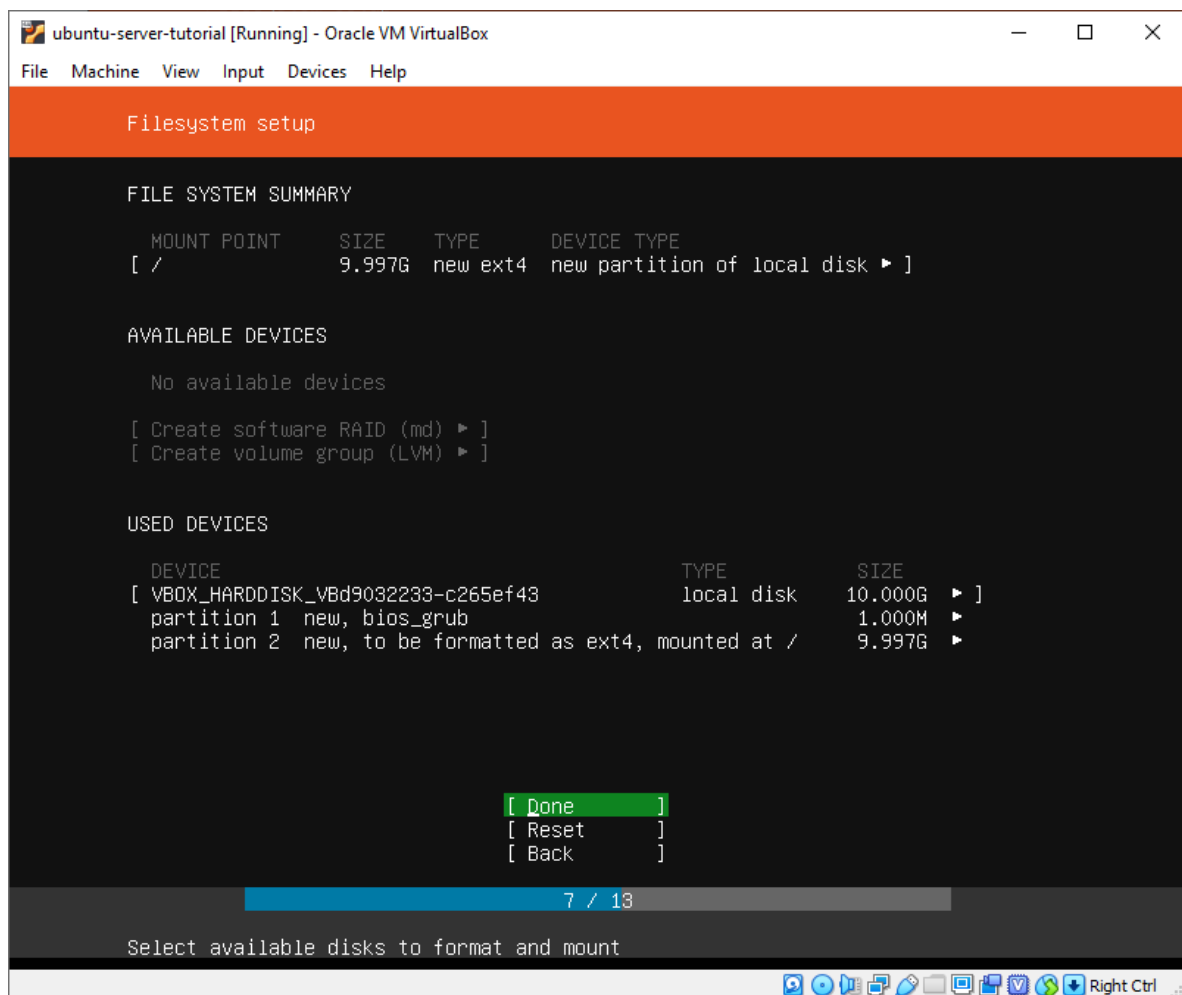 ubuntu-server-tutorial [Running] - Oracle VM VirtualBox
File Machine View Input Devices Help
Filesystem setup
FILE SYSTEM SUMMARY
MOUNT POINT SIZE TYPE DEVICE TYPE
[ / 9.997G new ext4 new partition of local disk ▸ ]
AVAILABLE DEVICES
No available devices
[ Create software RAID (md) ▸ ]
[ Create volume group (LVM) ▸ ]
USED DEVICES
DEVICE TYPE SIZE
[ VBOX_HARDDISK_VBd9032233-c265ef43 local disk 10.000G ▸ ]
partition 1 new, bios_grub 1.000M ▸
partition 2 new, to be formatted as ext4, mounted at / 9.997G ▸
[ Done ]
[ Reset ]
[ Back ]
7 / 13
Select available disks to format and mount
Right Ctrl